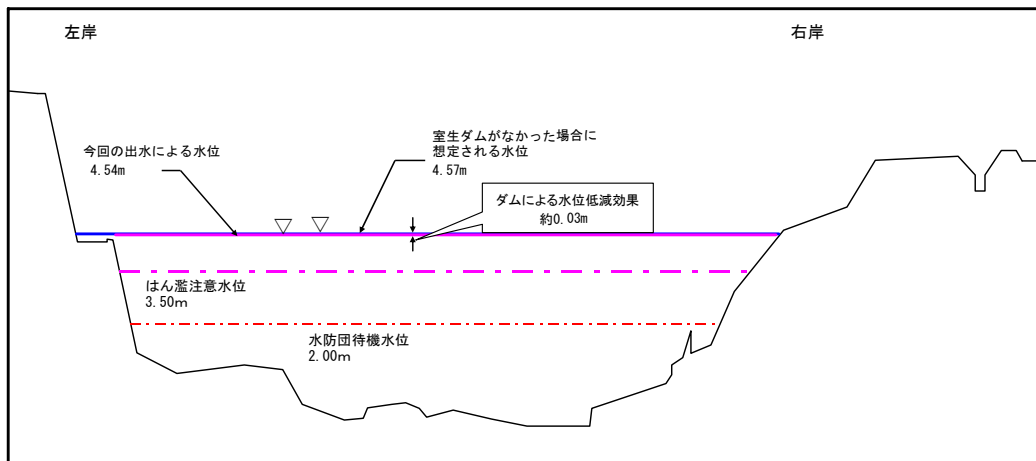 左岸
右岸
今回の出水による水位
4.54m
室生ダムがなかった場合に
想定される水位
4.57m
ダムによる水位低減効果
約0.03m
はん濫注意水位
3.50m
水防団待機水位
2.00m